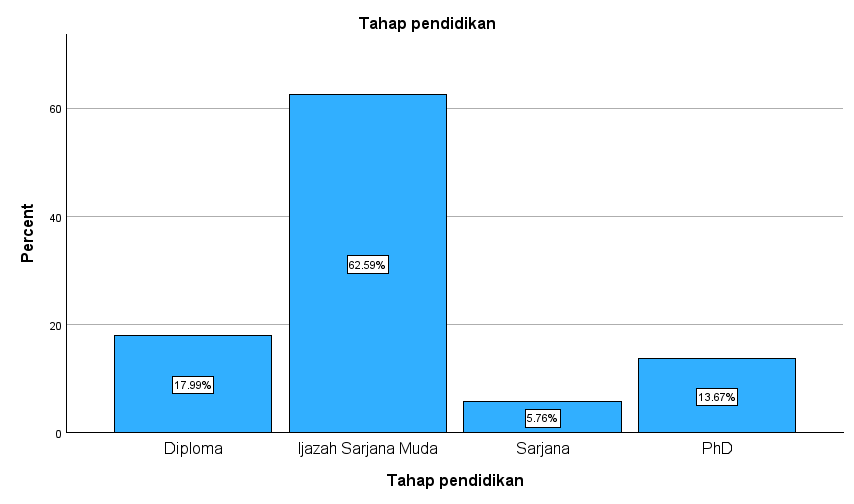 Tahap pendidikan
Percent
60
40
20
0
62.59%
17.99%
5.76%
13.67%
Diploma
Ijazah Sarjana Muda
Sarjana
PhD
Tahap pendidikan